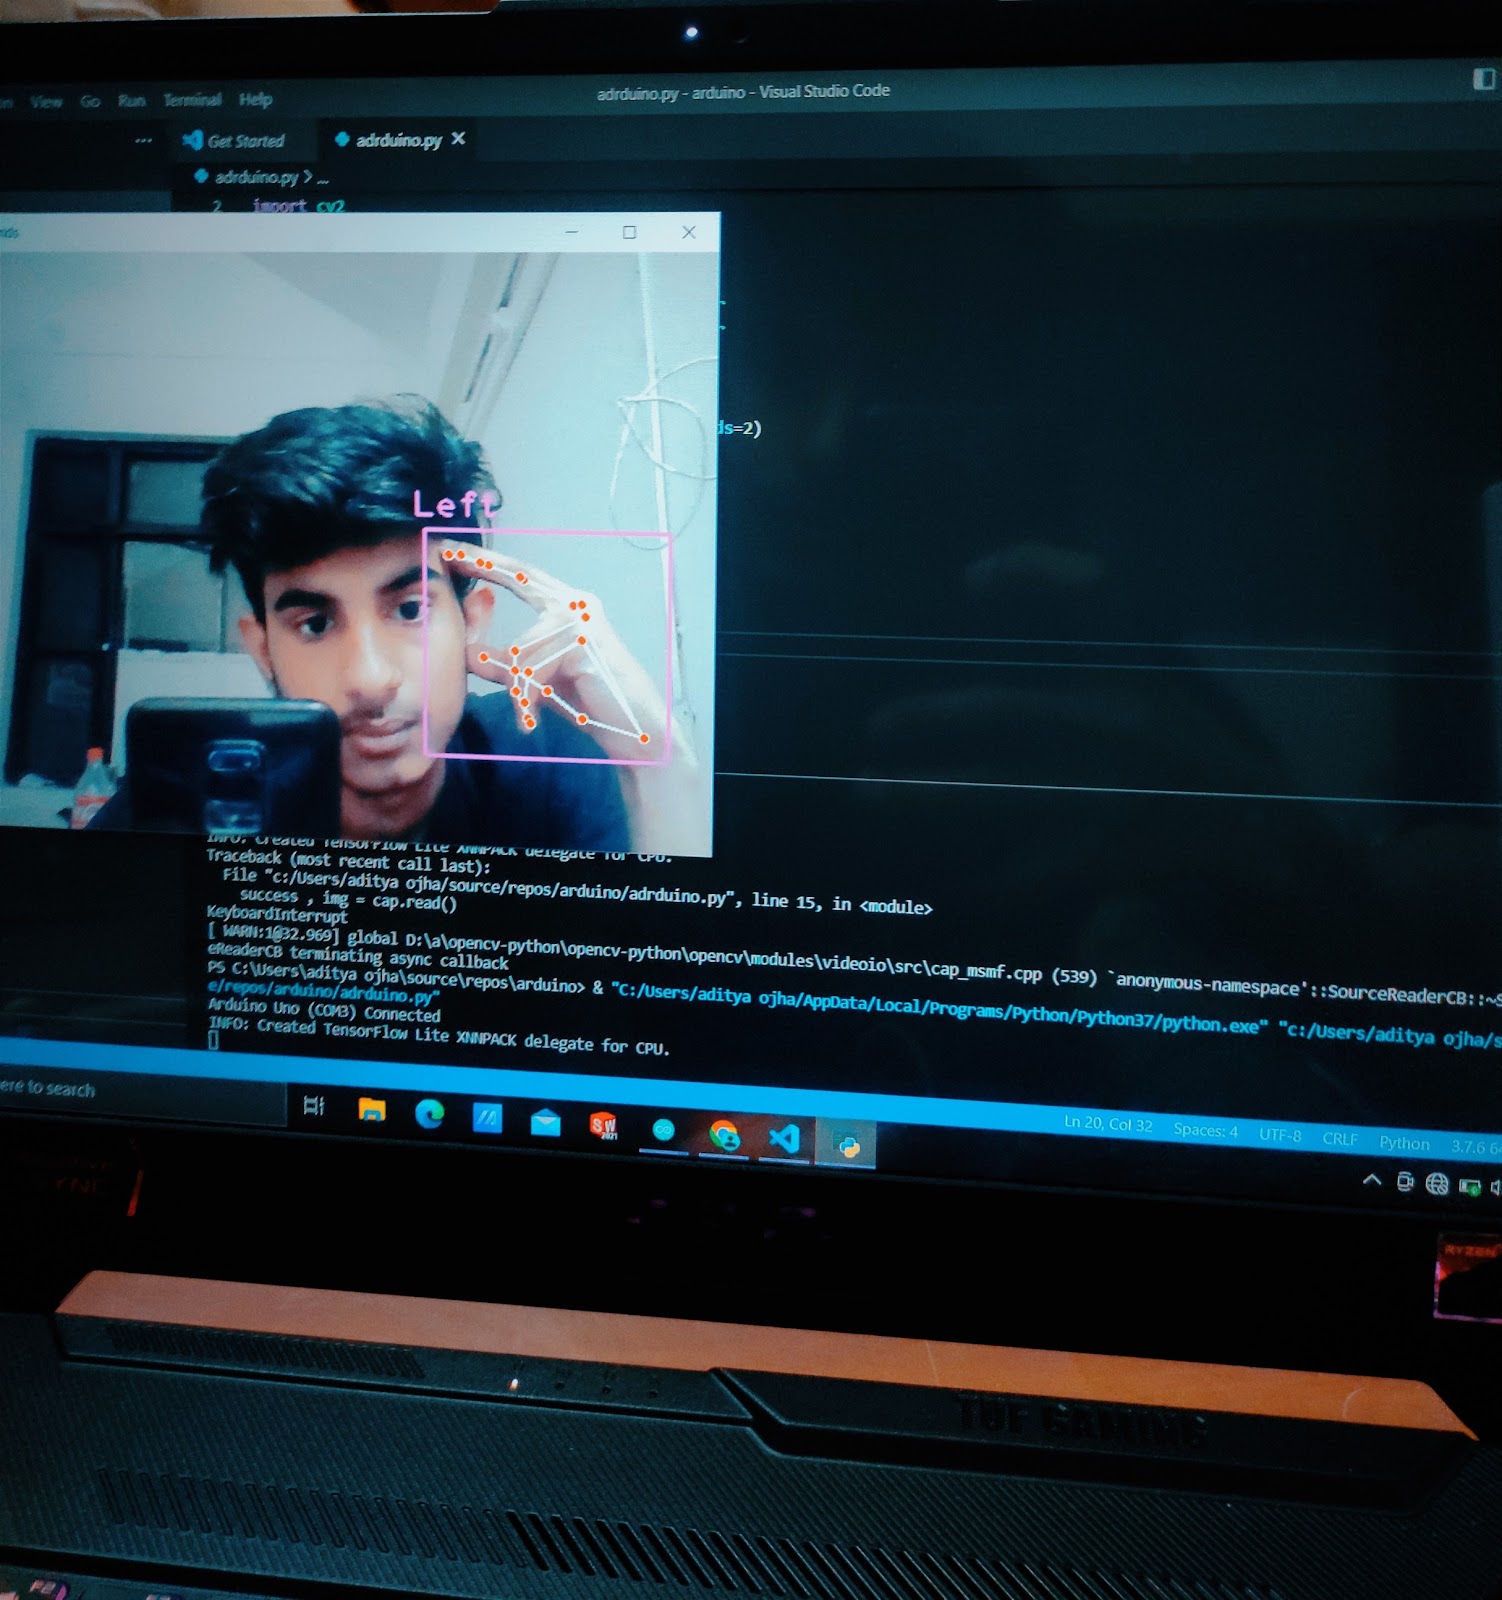 View Go Run Terminal Help
adrduino.py - arduino - Visual Studio Code
Get Started
adrduino.py
adrduino.py > ...
2 import cv2
ds=2)
Left
INFO: Created TensorFlow Lite XNNPACK delegate for CPU.
Traceback (most recent call last):
File "c:/Users/aditya ojha/source/repos/arduino/adrduino.py", line 15, in <module>
success , img = cap.read()
KeyboardInterrupt
[ WARN:1@32.969] global D:\a\opencv-python\opencv-python\opencv\modules\videoio\src\cap_msmf.cpp (539) `anonymous-namespace'::SourceReaderCB::~S
eReaderCB terminating async callback
PS C:\Users\aditya ojha\source\repos\arduino> & "C:/Users/aditya ojha/AppData/Local/Programs/Python/Python37/python.exe" "c:/Users/aditya ojha/s
e/repos/arduino/adrduino.py"
Arduino Uno (COM3) Connected
INFO: Created TensorFlow Lite XNNPACK delegate for CPU.
Ln 20, Col 32 Spaces: 4 UTF-8 CRLF Python 3.7.6 64
ere to search
SW
2021
RYZEN
TUF GAMING